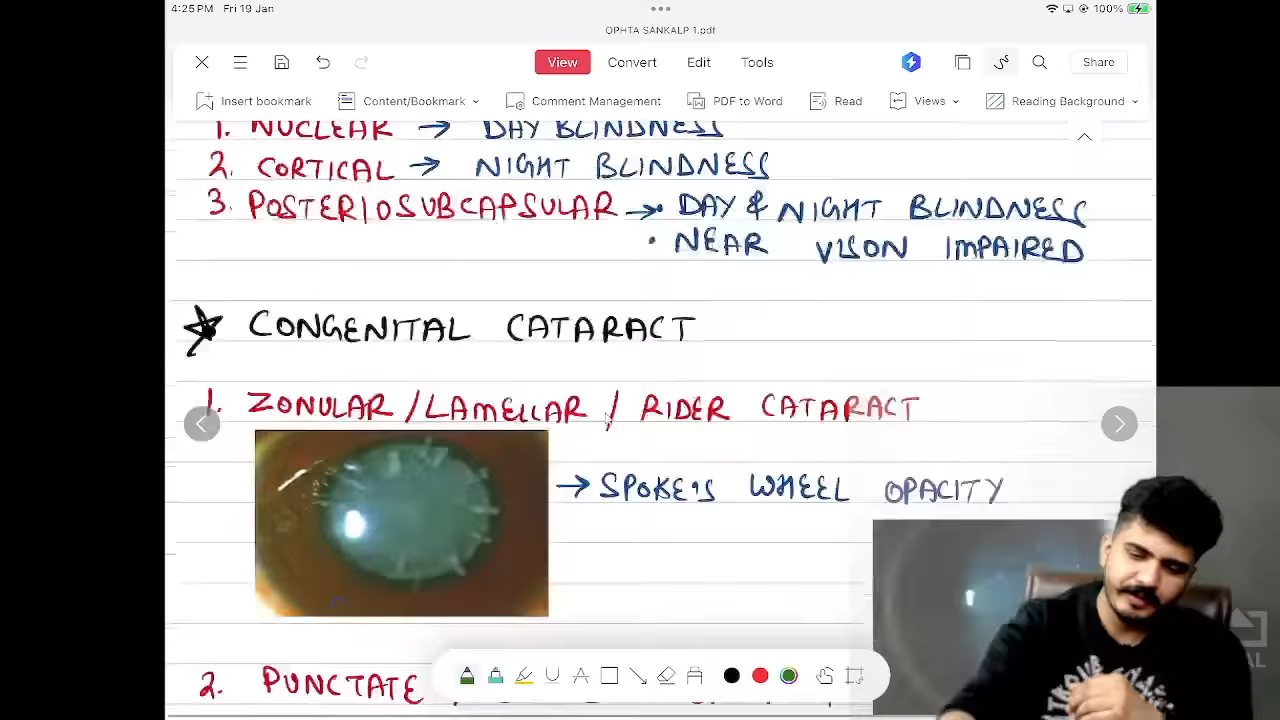 4:25 PM Fri 19 Jan
100%
OPHTA SANKALP 1.pdf
View Convert Edit Tools Share
Insert bookmark Content/Bookmark Comment Management PDF to Word Read Views Reading Background
1. NUCLEAR → DAY BLINDNESS
2. CORTICAL → NIGHT BLINDNESS
3. POSTERIOSUBCAPSULAR → • DAY & NIGHT BLINDNESS
• NEAR VISON IMPAIRED
CONGENITAL CATARACT
1. ZONULAR / LAMELLAR / RIDER CATARACT
→ SPOKE'S WHEEL OPACITY
2. PUNCTATE